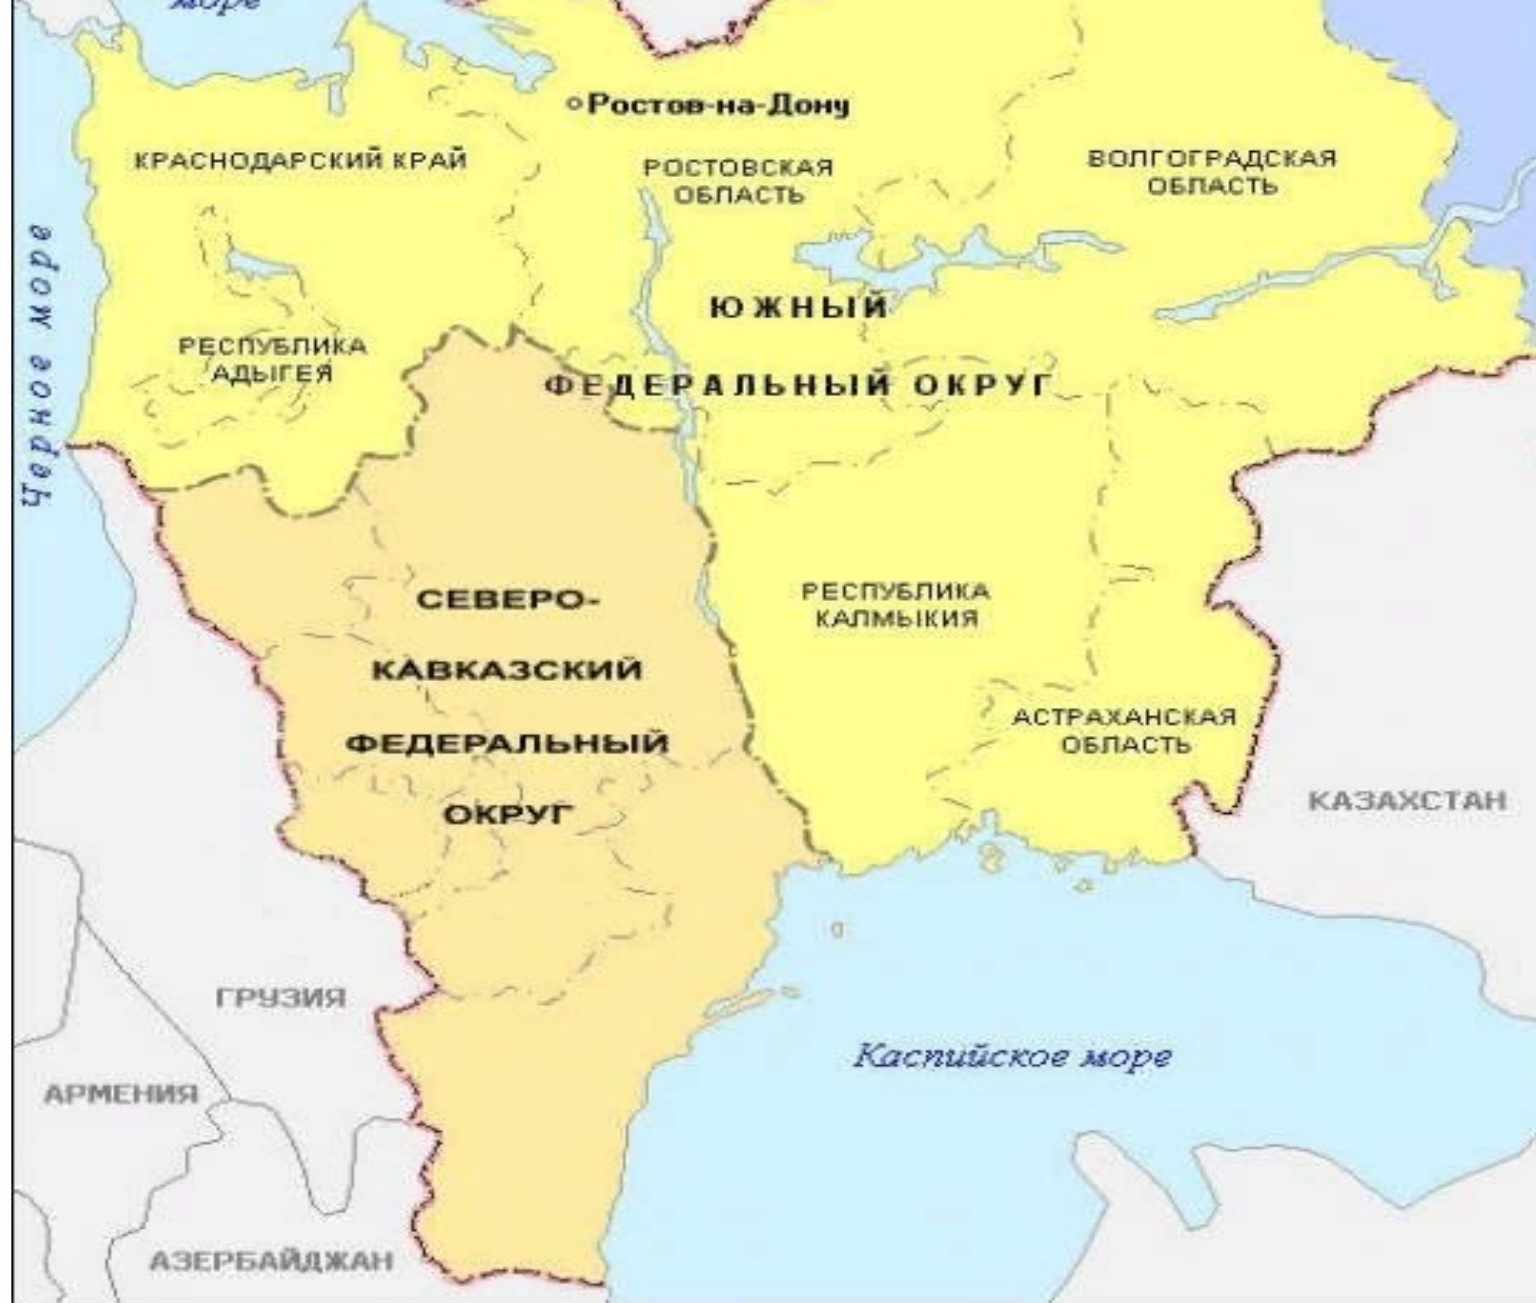 море
Ростов-на-Дону
КРАСНОДАРСКИЙ КРАЙ
РОСТОВСКАЯ
ОБЛАСТЬ
ВОЛГОГРАДСКАЯ
ОБЛАСТЬ
Черное море
РЕСПУБЛИКА
АДЫГЕЯ
ЮЖНЫЙ
ФЕДЕРАЛЬНЫЙ ОКРУГ
СЕВЕРО-
КАВКАЗСКИЙ
ФЕДЕРАЛЬНЫЙ
ОКРУГ
РЕСПУБЛИКА
КАЛМЫКИЯ
АСТРАХАНСКАЯ
ОБЛАСТЬ
КАЗАХСТАН
ГРУЗИЯ
Каспийское море
АРМЕНИЯ
АЗЕРБАЙДЖАН